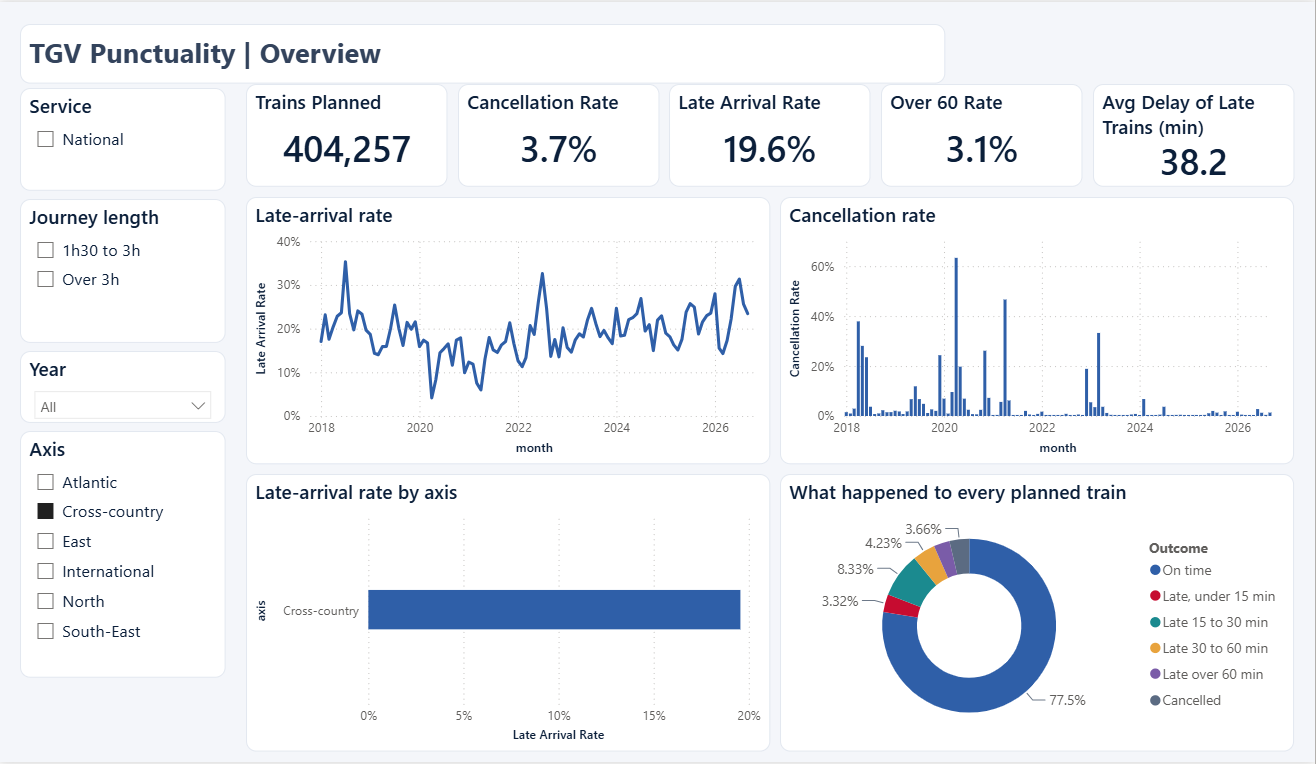 TGV Punctuality | Overview
Service
National
Journey length
1h30 to 3h
Over 3h
Year
All
Axis
Atlantic
Cross-country
East
International
North
South-East
Trains Planned
404,257
Cancellation Rate
3.7%
Late Arrival Rate
19.6%
Over 60 Rate
3.1%
Avg Delay of Late
Trains (min)
38.2
Late-arrival rate
Late Arrival Rate
40%
30%
20%
10%
0%
2018
2020
2022
2024
2026
month
Cancellation rate
Cancellation Rate
60%
40%
20%
0%
2018
2020
2022
2024
2026
month
Late-arrival rate by axis
axis
Cross-country
0%
5%
10%
15%
20%
Late Arrival Rate
What happened to every planned train
3.66%
4.23%
8.33%
3.32%
77.5%
Outcome
On time
Late, under 15 min
Late 15 to 30 min
Late 30 to 60 min
Late over 60 min
Cancelled